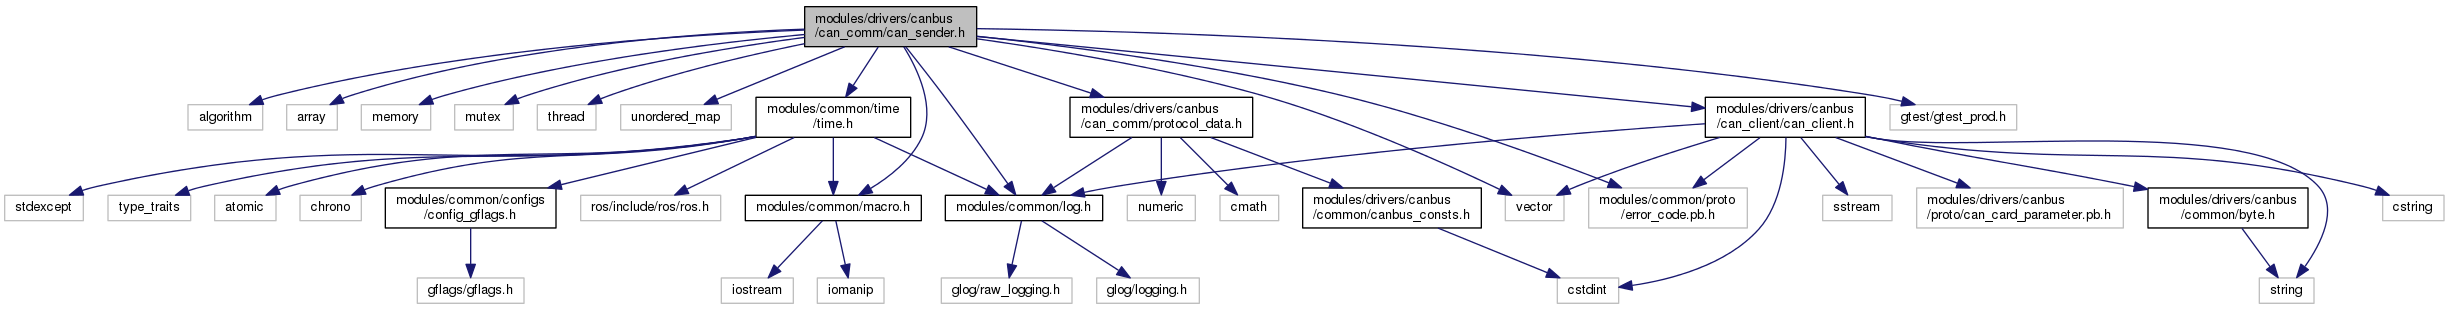 modules/drivers/canbus
/can_comm/can_sender.h
algorithm
array
memory
mutex
thread
unordered_map
modules/common/time
/time.h
modules/drivers/canbus
/can_comm/protocol_data.h
modules/drivers/canbus
/can_client/can_client.h
gtest/gtest_prod.h
stdexcept
type_traits
atomic
chrono
modules/common/configs
/config_gflags.h
ros/include/ros/ros.h
modules/common/macro.h
modules/common/log.h
numeric
cmath
modules/drivers/canbus
/common/canbus_consts.h
vector
modules/common/proto
/error_code.pb.h
sstream
modules/drivers/canbus
/proto/can_card_parameter.pb.h
modules/drivers/canbus
/common/byte.h
cstring
gflags/gflags.h
iostream
iomanip
glog/raw_logging.h
glog/logging.h
cstdint
string